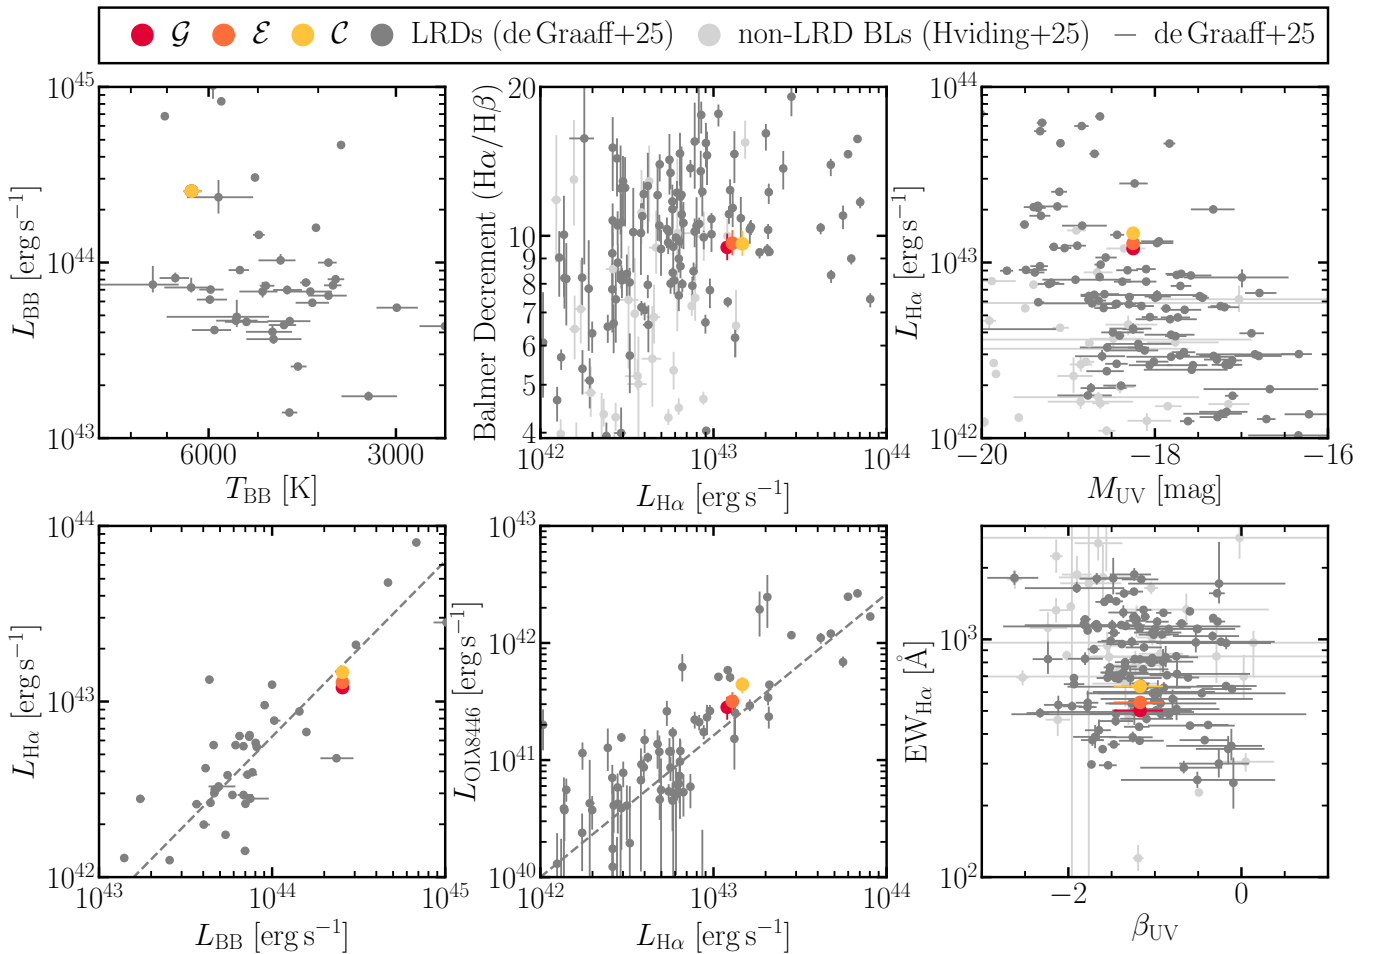 𝒢 ℰ 𝒞 LRDs (de Graaff+25) non-LRD BLs (Hviding+25) — de Graaff+25
10^45
10^44
10^43
L_BB [erg s^−1]
6000 3000
T_BB [K]
20
10
9
8
7
6
5
4
Balmer Decrement (Hα/Hβ)
10^42 10^43 10^44
L_Hα [erg s^−1]
10^44
10^43
10^42
L_Hα [erg s^−1]
−20 −18 −16
M_UV [mag]
10^44
10^43
10^42
L_Hα [erg s^−1]
10^43 10^44 10^45
L_BB [erg s^−1]
10^43
10^42
10^41
10^40
L_OIλ8446 [erg s^−1]
10^42 10^43 10^44
L_Hα [erg s^−1]
10^3
10^2
EW_Hα [Å]
−2 0
β_UV